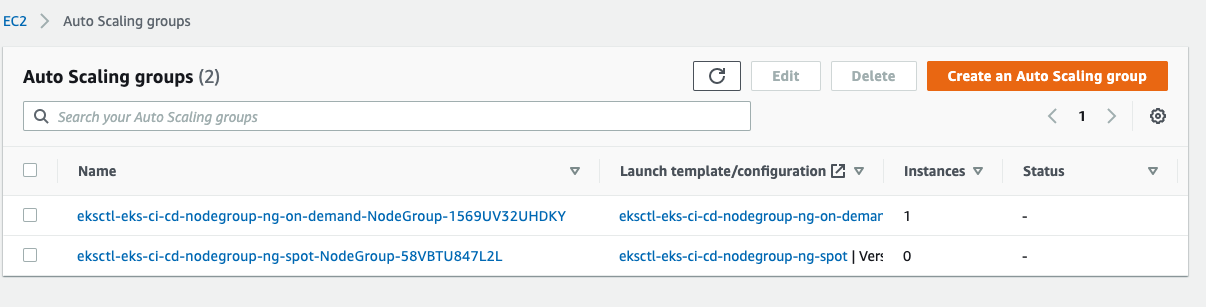 EC2 > Auto Scaling groups
Auto Scaling groups (2) Edit Delete Create an Auto Scaling group
Search your Auto Scaling groups 1
Name Launch template/configuration Instances Status
eksctl-eks-ci-cd-nodegroup-ng-on-demand-NodeGroup-1569UV32UHDKY eksctl-eks-ci-cd-nodegroup-ng-on-deman 1 -
eksctl-eks-ci-cd-nodegroup-ng-spot-NodeGroup-58VBTU847L2L eksctl-eks-ci-cd-nodegroup-ng-spot | Vers 0 -